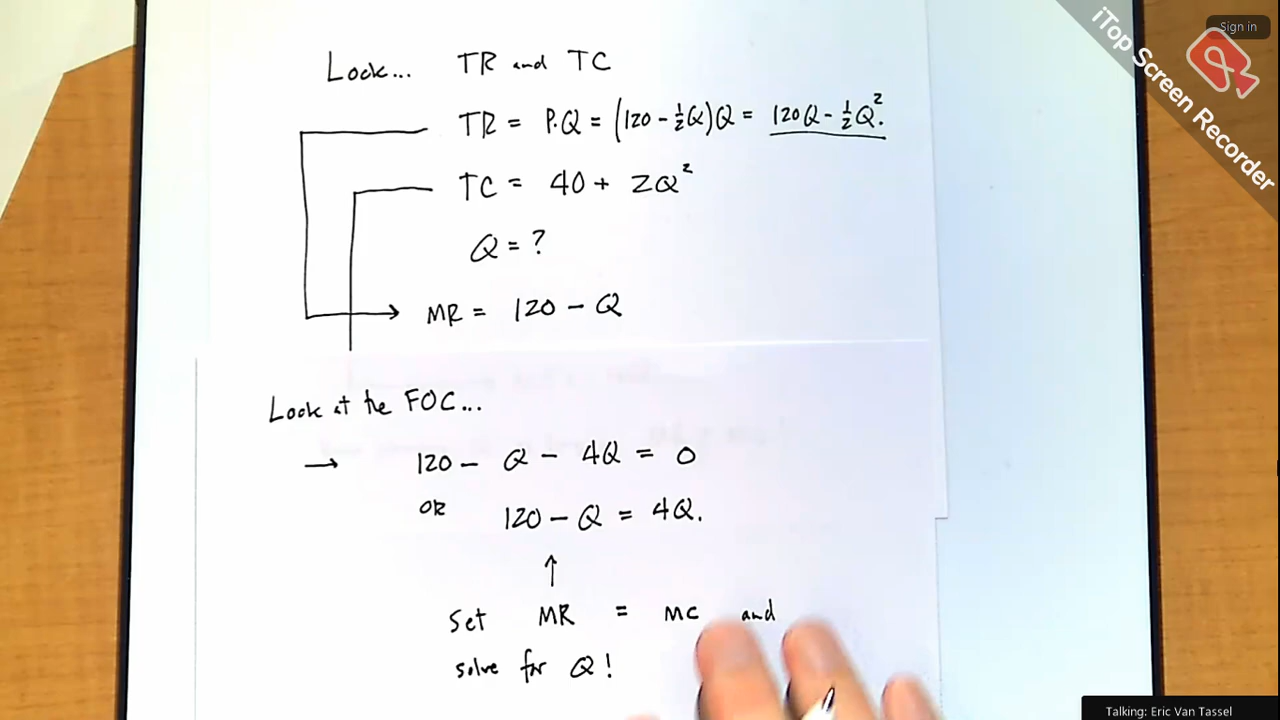 Look... TR and TC
TR = P.Q = (120 - ½Q)Q = 120Q - ½Q².
TC = 40 + 2Q²
Q = ?
→ MR = 120 - Q
Look at the FOC...
→ 120 - Q - 4Q = 0
OR 120 - Q = 4Q.
↑
Set MR = MC and
solve for Q!
Sign in
iTop Screen Recorder
Talking: Eric Van Tassel